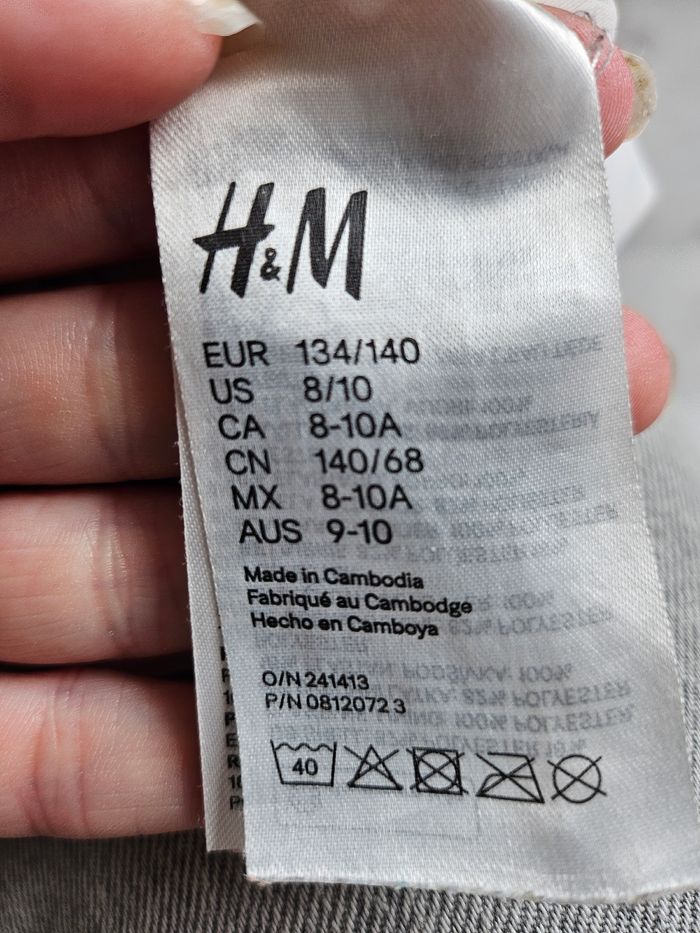 H&M
EUR 134/140
US 8/10
CA 8-10A
CN 140/68
MX 8-10A
AUS 9-10
Made in Cambodia
Fabriqué au Cambodge
Hecho en Camboya
O/N 241413
P/N 0812072 3
40